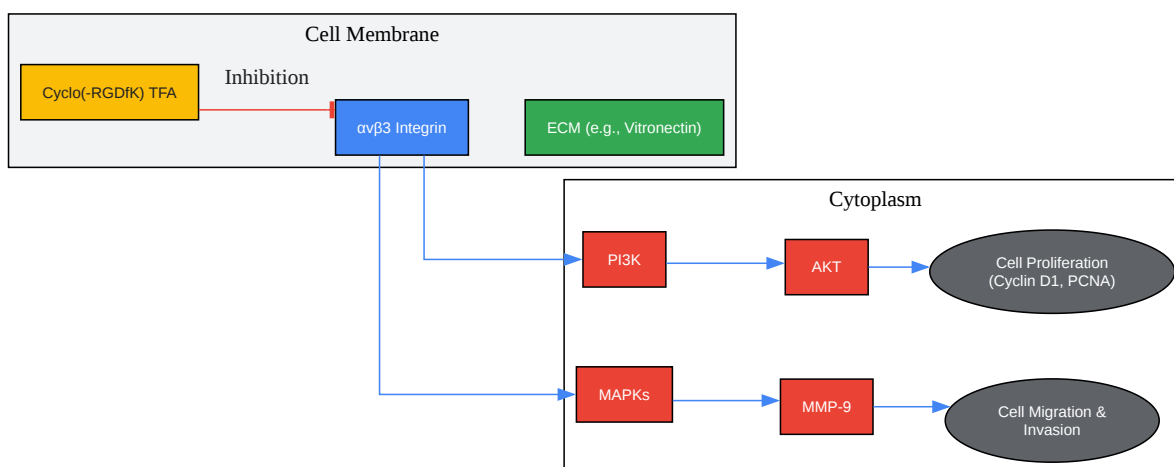 Cell Membrane
Cyclo(-RGDfK) TFA
Inhibition
αvβ3 Integrin
ECM (e.g., Vitronectin)
Cytoplasm
PI3K
AKT
Cell Proliferation
(Cyclin D1, PCNA)
MAPKs
MMP-9
Cell Migration &
Invasion